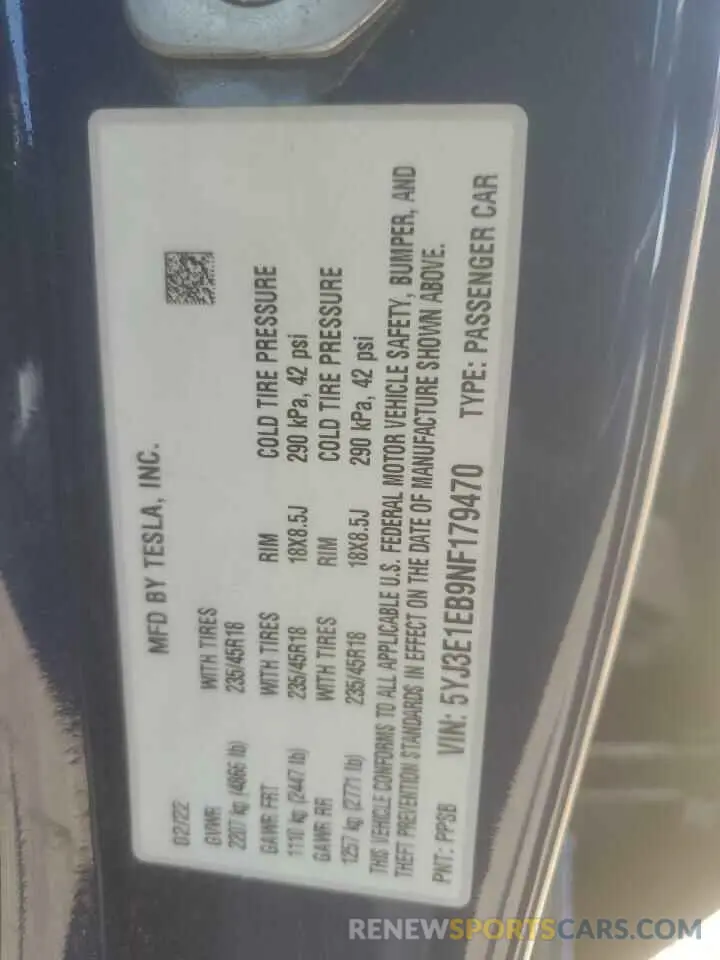 MFD BY TESLA, INC.
02/22
GVWR WITH TIRES
2207 kg (4866 lb) 235/45R18
GAWR FRT WITH TIRES RIM COLD TIRE PRESSURE
1110 kg (2447 lb) 235/45R18 18X8.5J 290 kPa, 42 psi
GAWR RR WITH TIRES RIM COLD TIRE PRESSURE
1257 kg (2771 lb) 235/45R18 18X8.5J 290 kPa, 42 psi
THIS VEHICLE CONFORMS TO ALL APPLICABLE U.S. FEDERAL MOTOR VEHICLE SAFETY, BUMPER, AND
THEFT PREVENTION STANDARDS IN EFFECT ON THE DATE OF MANUFACTURE SHOWN ABOVE.
PNT: PPSB VIN: 5YJ3E1EB9NF179470 TYPE: PASSENGER CAR
RENEWSPORTSCARS.COM